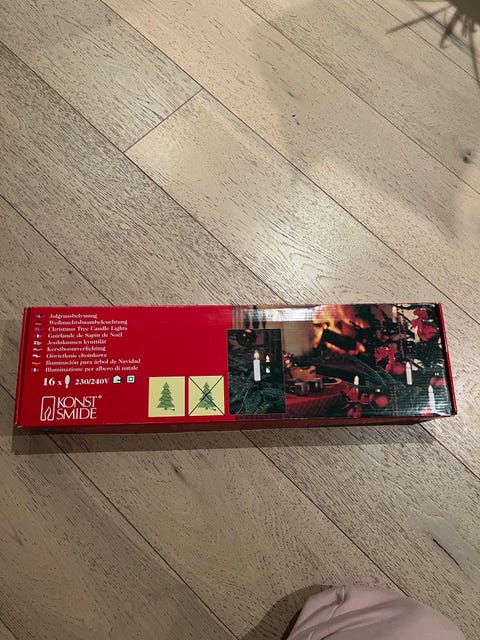 Julgransbelysning
Weihnachtsbaumbeleuchtung
Christmas Tree Candle Lights
Guirlande de Sapin de Noël
Joulukuusen kynttilät
Kerstboomverlichting
Oświetlenie choinkowe
Iluminación para árbol de Navidad
Illuminazione per albero di natale
16 x 230/240V
KONST®
SMIDE